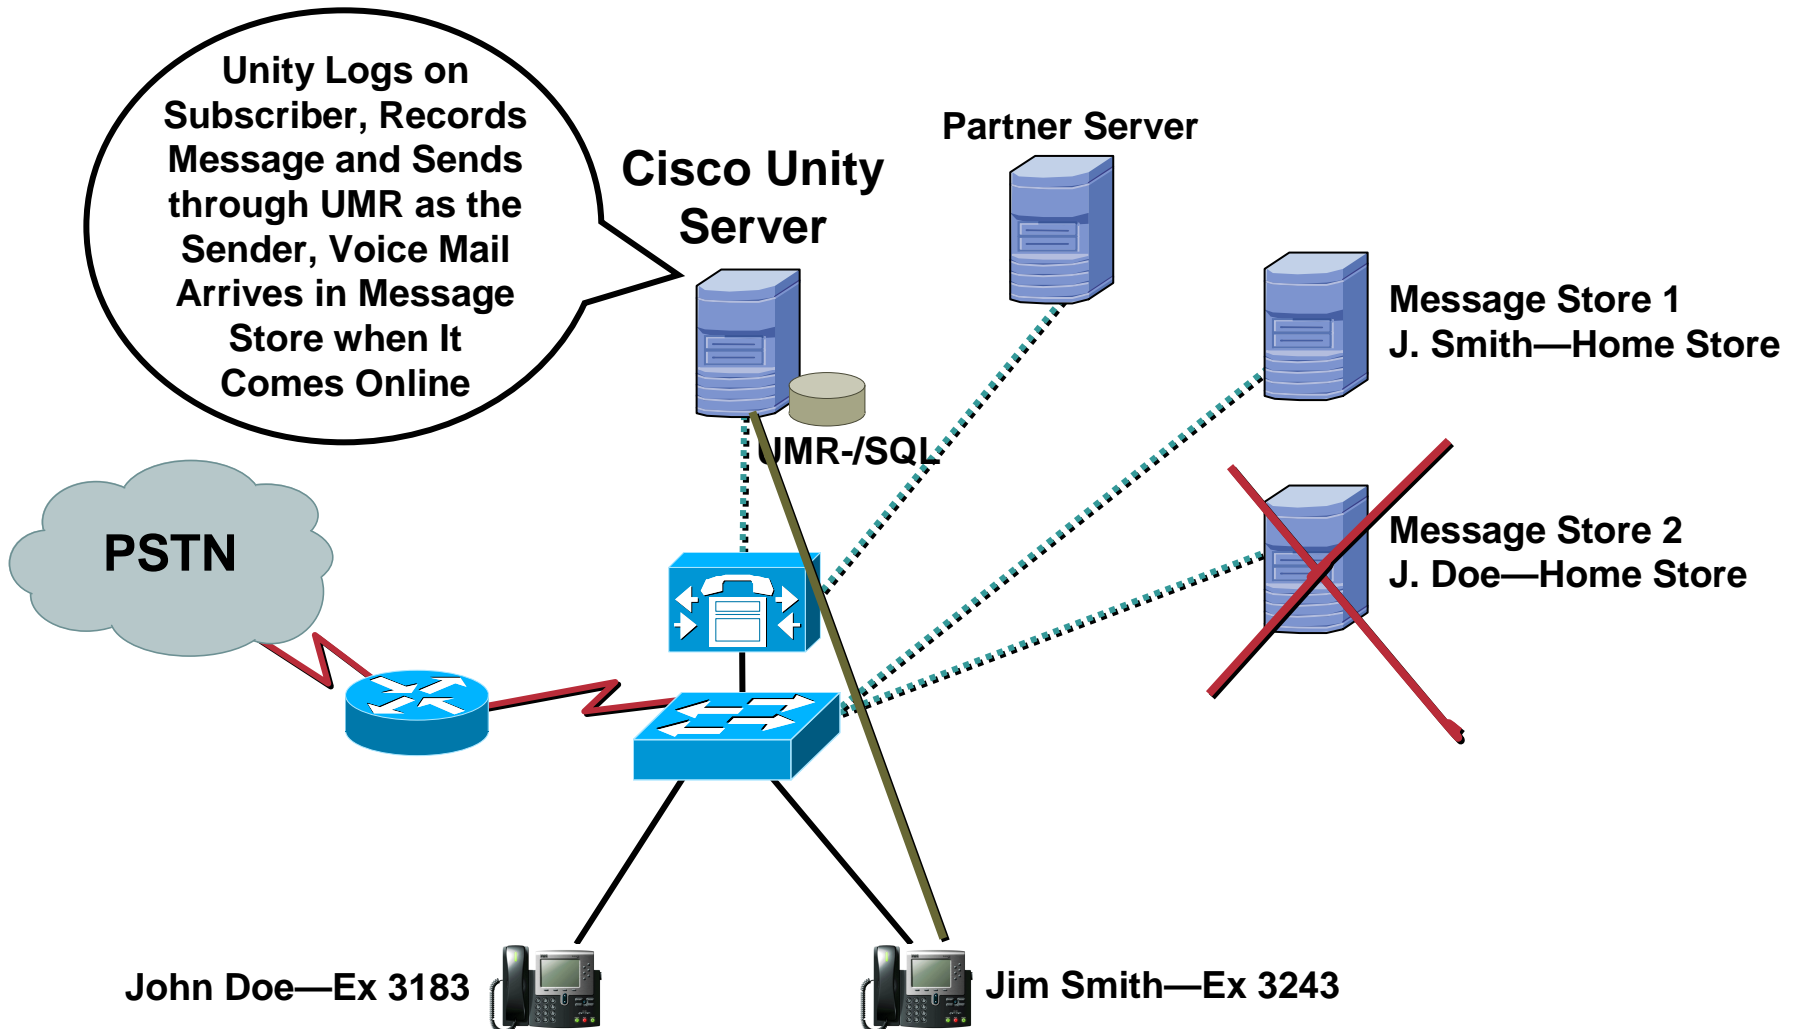 Unity Logs on
Subscriber, Records
Message and Sends
through UMR as the
Sender, Voice Mail
Arrives in Message
Store when It
Comes Online
Cisco Unity
Server
Partner Server
Message Store 1
J. Smith—Home Store
UMR-/SQL
Message Store 2
J. Doe—Home Store
PSTN
John Doe—Ex 3183
Jim Smith—Ex 3243